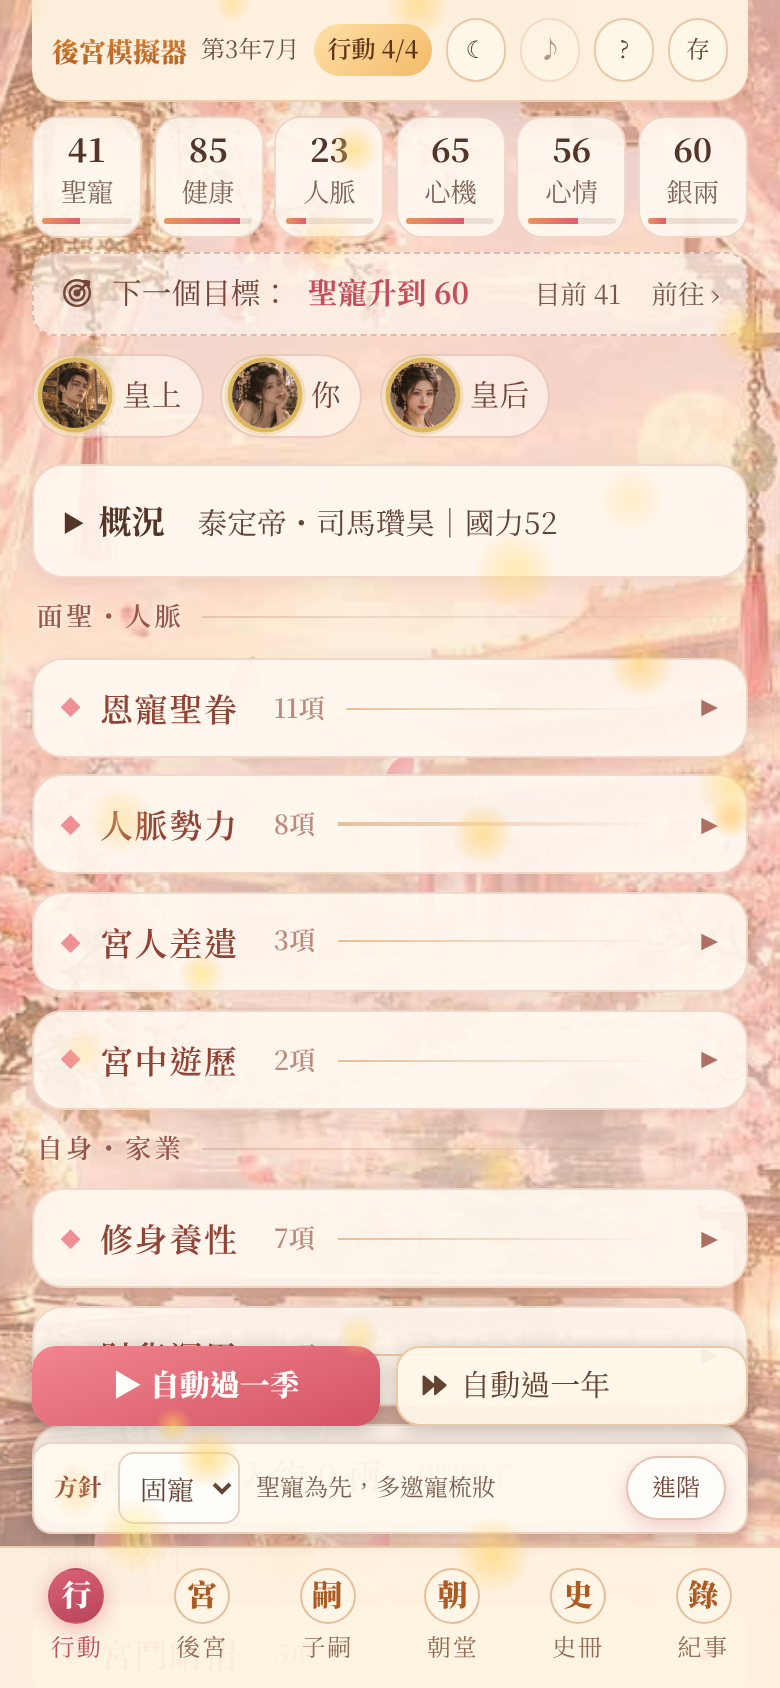 後宮模擬器 第3年7月 行動 4/4 ☾ ♪ ? 存
41 85 23 65 56 60
聖寵 健康 人脈 心機 心情 銀兩
下一個目標： 聖寵升到 60 目前 41 前往 ›
皇上 你 皇后
▶ 概況 泰定帝・司馬瓚昊｜國力52
面聖・人脈
恩寵聖眷 11項 ▶
人脈勢力 8項 ▶
宮人差遣 3項 ▶
宮中遊歷 2項 ▶
自身・家業
修身養性 7項 ▶
▶ 自動過一季 自動過一年
方針 固寵 聖寵為先，多邀寵梳妝 進階
行 宮 嗣 朝 史 錄
行動 後宮 子嗣 朝堂 史冊 紀事